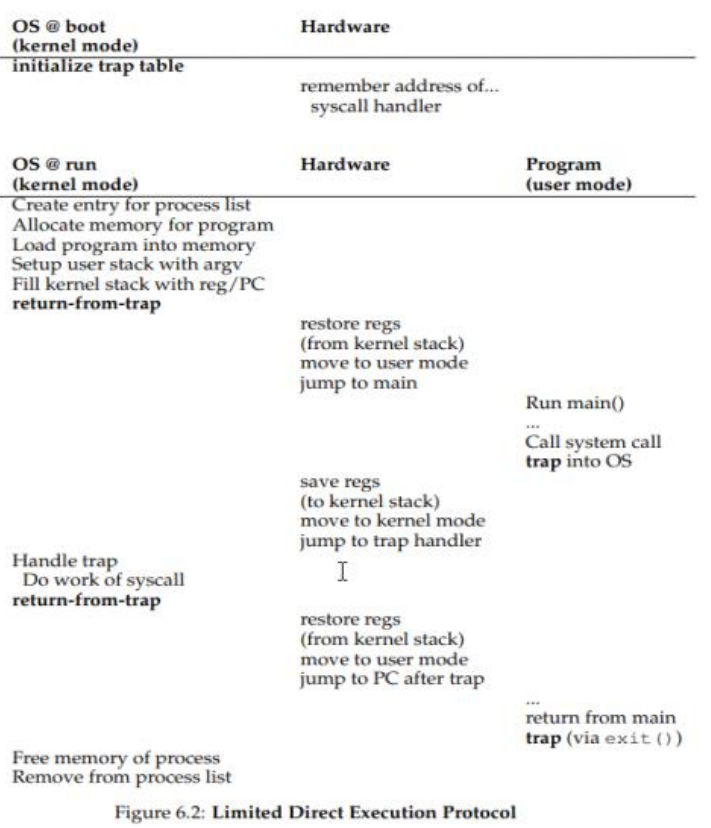 OS @ boot Hardware
(kernel mode)
initialize trap table
remember address of...
syscall handler
OS @ run Hardware Program
(kernel mode) (user mode)
Create entry for process list
Allocate memory for program
Load program into memory
Setup user stack with argv
Fill kernel stack with reg/PC
return-from-trap
restore regs
(from kernel stack)
move to user mode
jump to main
Run main()
...
Call system call
trap into OS
save regs
(to kernel stack)
move to kernel mode
jump to trap handler
Handle trap
Do work of syscall
return-from-trap
restore regs
(from kernel stack)
move to user mode
jump to PC after trap
...
return from main
trap (via exit())
Free memory of process
Remove from process list
Figure 6.2: Limited Direct Execution Protocol